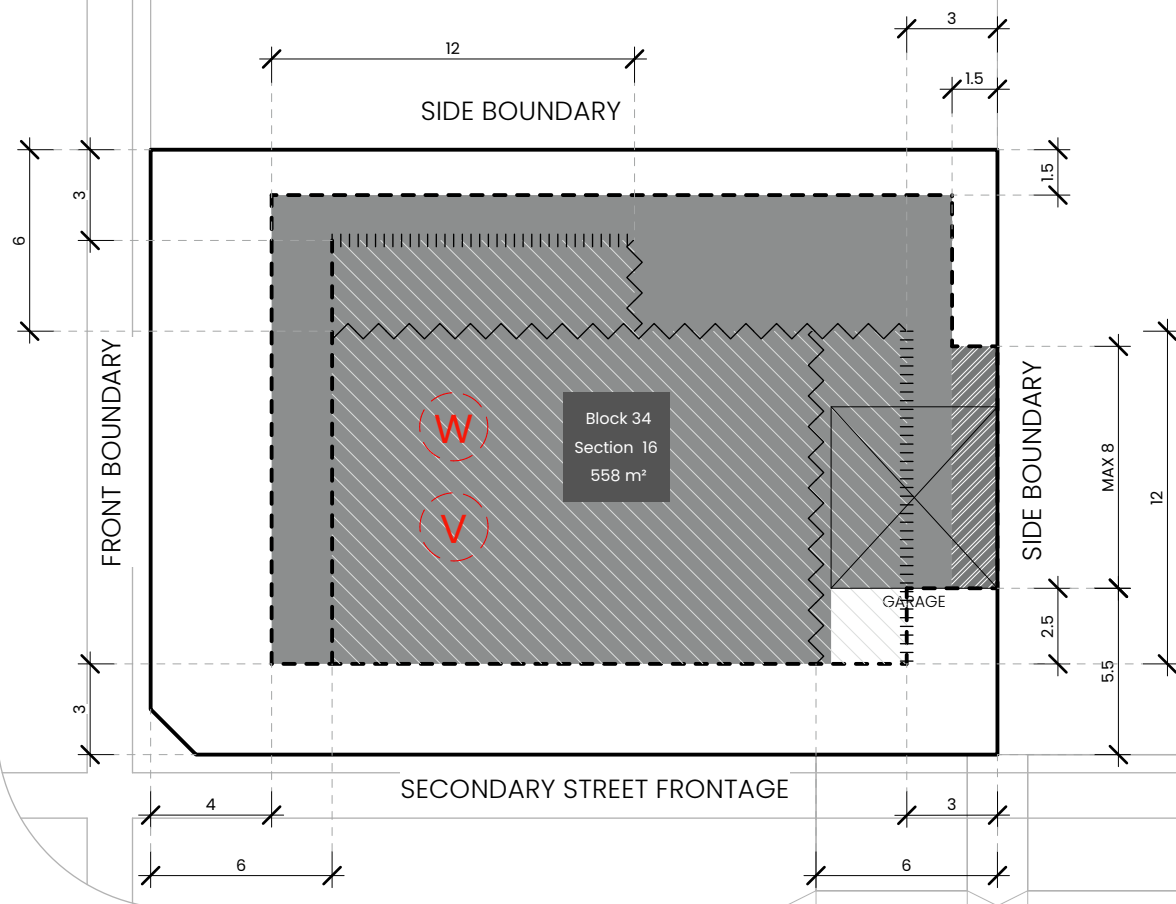 3
12
1.5
SIDE BOUNDARY
3
1.5
6
FRONT BOUNDARY
Block 34
Section 16
558 m²
W
V
SIDE BOUNDARY
MAX 8
12
GARAGE
2.5
5.5
3
SECONDARY STREET FRONTAGE
4
3
6
6